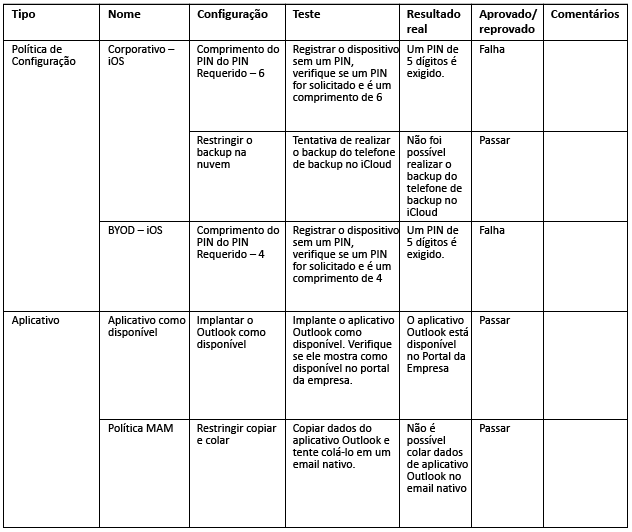 Tipo
Nome
Configuração
Teste
Resultado
real
Aprovado/
reprovado
Comentários
Política de
Configuração
Corporativo –
iOS
Comprimento do
PIN do PIN
Requerido – 6
Registrar o dispositivo
sem um PIN,
verifique se um PIN
for solicitado e é um
comprimento de 6
Um PIN de
5 dígitos é
exigido.
Falha
Restringir o
backup na
nuvem
Tentativa de realizar
o backup do telefone
de backup no iCloud
Não foi
possível
realizar o
backup do
telefone de
backup no
iCloud
Passar
BYOD – iOS
Comprimento do
PIN do PIN
Requerido – 4
Registrar o dispositivo
sem um PIN,
verifique se um PIN
for solicitado e é um
comprimento de 4
Um PIN de
5 dígitos é
exigido.
Falha
Aplicativo
Aplicativo como
disponível
Implantar o
Outlook como
disponível
Implante o aplicativo
Outlook como
disponível. Verifique
se ele mostra como
disponível no portal
da empresa.
O aplicativo
Outlook está
disponível
no Portal da
Empresa
Passar
Política MAM
Restringir copiar
e colar
Copiar dados do
aplicativo Outlook e
tente colá-lo em um
email nativo.
Não é
possível
colar dados
de aplicativo
Outlook no
email nativo
Passar